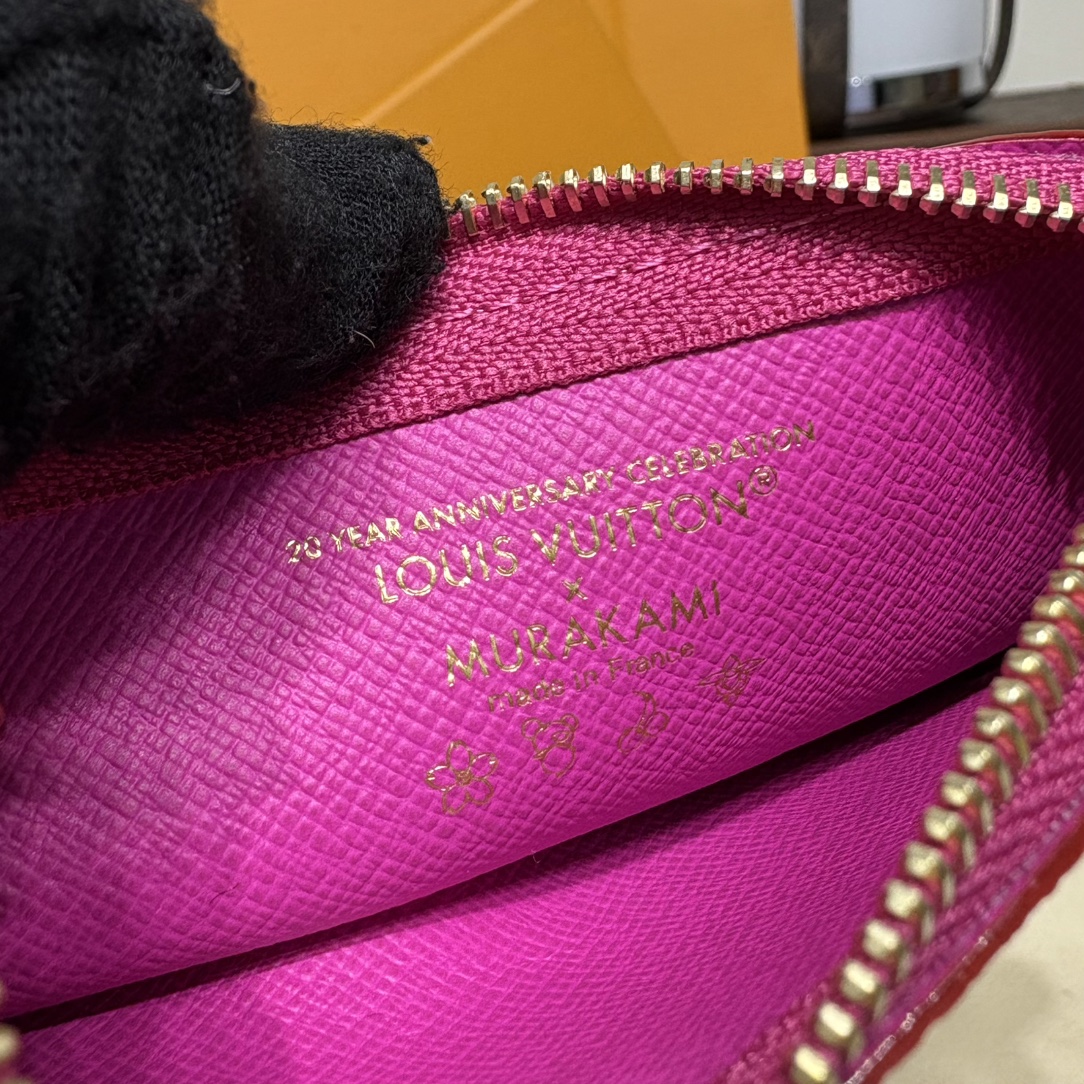 20 YEAR ANNIVERSARY CELEBRATION
LOUIS VUITTON®
x
MURAKAMI
made in France